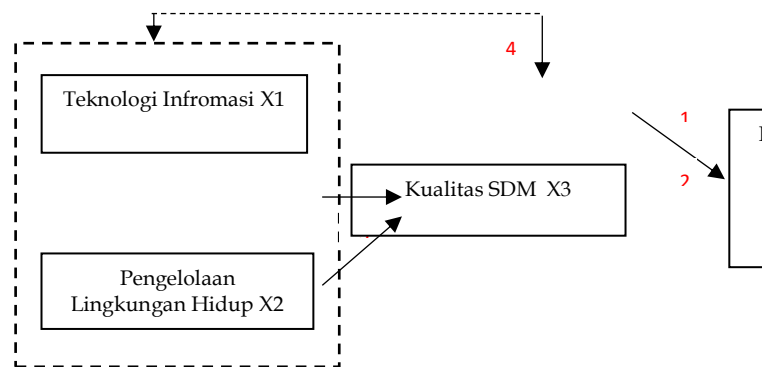 4
Teknologi Infromasi X1
1
Kualitas SDM  X3
2
Pengelolaan
Lingkungan Hidup X2